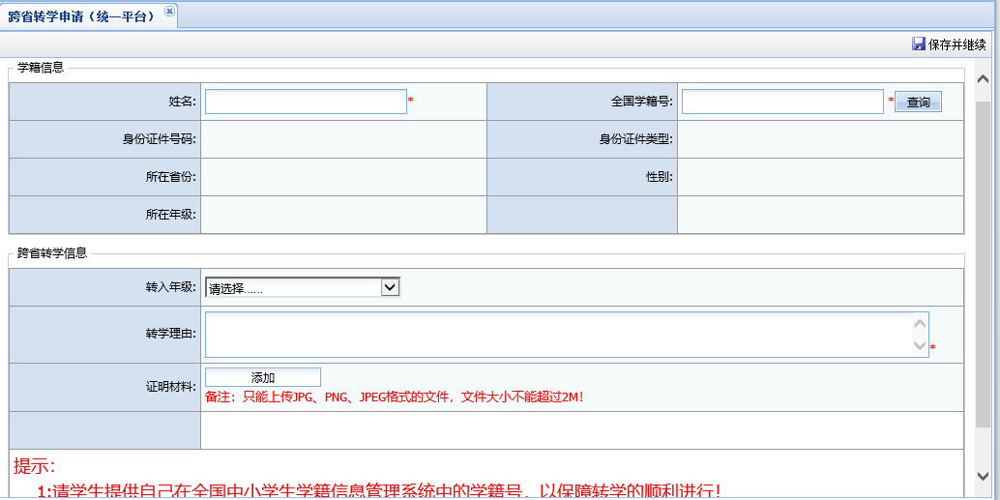 跨省转学申请（统一平台）
保存并继续
学籍信息
姓名: * 全国学籍号: * 查询
身份证件号码: 身份证件类型:
所在省份: 性别:
所在年级:
跨省转学信息
转入年级: 请选择......
转学理由: *
证明材料: 添加
备注：只能上传JPG、PNG、JPEG格式的文件，文件大小不能超过2M！
提示：
1:请学生提供自己在全国中小学生学籍信息管理系统中的学籍号，以保障转学的顺利进行！